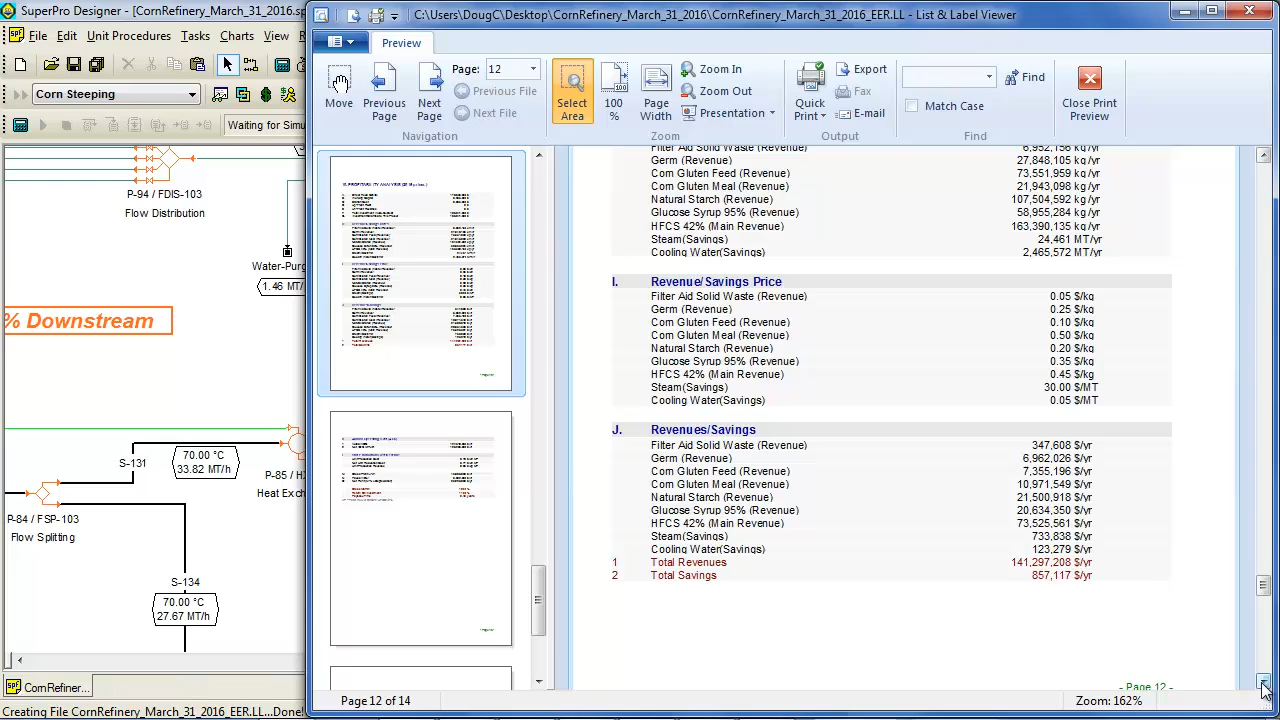 SuperPro Designer - [CornRefinery_March_31_2016.spf
File Edit Unit Procedures Tasks Charts View R
Corn Steeping
Waiting for Simu
P-94 / FDIS-103
Flow Distribution
Water-Purg
1.46 MT/
% Downstream
S-131
70.00 °C
33.82 MT/h
P-85 / HX
Heat Exch
P-84 / FSP-103
Flow Splitting
S-134
70.00 °C
27.67 MT/h
CornRefiner...
Creating File CornRefinery_March_31_2016_EER.LL...Done!
C:\Users\DougC\Desktop\CornRefinery_March_31_2016\CornRefinery_March_31_2016_EER.LL - List & Label Viewer
Preview
Move
Previous Page
Next Page
Page: 12
Previous File
Next File
Navigation
Select Area
100 %
Page Width
Zoom In
Zoom Out
Presentation
Zoom
Quick Print
Export
Fax
E-mail
Output
Find
Match Case
Find
Close Print Preview
Filter Aid Solid Waste (Revenue) 6,952,156 kg/yr
Germ (Revenue) 27,848,105 kg/yr
Corn Gluten Feed (Revenue) 73,551,959 kg/yr
Corn Gluten Meal (Revenue) 21,943,098 kg/yr
Natural Starch (Revenue) 107,504,592 kg/yr
Glucose Syrup 95% (Revenue) 58,955,284 kg/yr
HFCS 42% (Main Revenue) 163,390,135 kg/yr
Steam(Savings) 24,461 MT/yr
Cooling Water(Savings) 2,465,572 MT/yr
I. Revenue/Savings Price
Filter Aid Solid Waste (Revenue) 0.05 $/kg
Germ (Revenue) 0.25 $/kg
Corn Gluten Feed (Revenue) 0.10 $/kg
Corn Gluten Meal (Revenue) 0.50 $/kg
Natural Starch (Revenue) 0.20 $/kg
Glucose Syrup 95% (Revenue) 0.35 $/kg
HFCS 42% (Main Revenue) 0.45 $/kg
Steam(Savings) 30.00 $/MT
Cooling Water(Savings) 0.05 $/MT
J. Revenues/Savings
Filter Aid Solid Waste (Revenue) 347,608 $/yr
Germ (Revenue) 6,962,026 $/yr
Corn Gluten Feed (Revenue) 7,355,196 $/yr
Corn Gluten Meal (Revenue) 10,971,549 $/yr
Natural Starch (Revenue) 21,500,918 $/yr
Glucose Syrup 95% (Revenue) 20,634,350 $/yr
HFCS 42% (Main Revenue) 73,525,561 $/yr
Steam(Savings) 733,838 $/yr
Cooling Water(Savings) 123,279 $/yr
1 Total Revenues 141,297,208 $/yr
2 Total Savings 857,117 $/yr
- Page 12 -
Page 12 of 14
Zoom: 162%